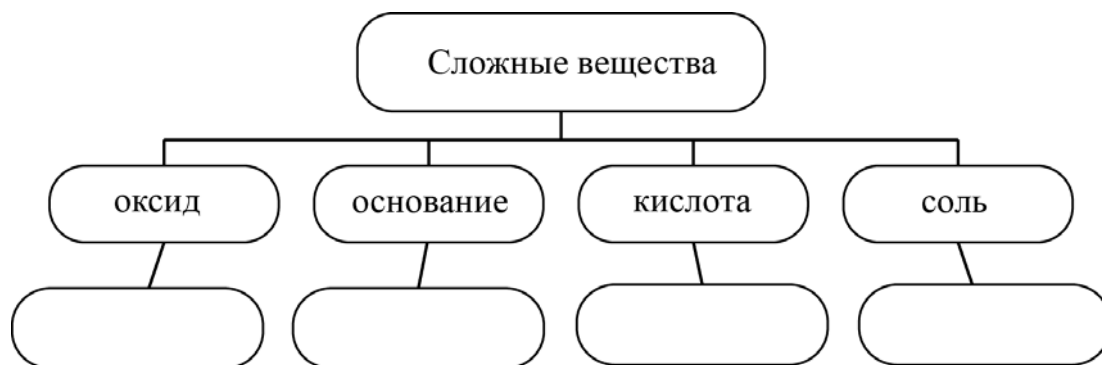 Сложные вещества
оксид
основание
кислота
соль